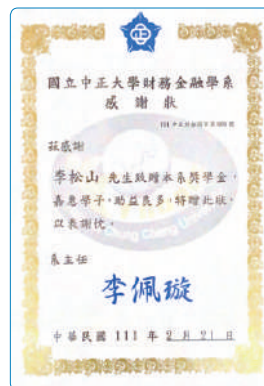 國立中正大學財務金融學系
感謝狀
茲感謝
李松山 先生致贈本系獎學金,
嘉惠學子,助益良多,特贈此狀,
以表謝忱。
系主任
李佩璇
中華民國 111 年 2 月 21 日